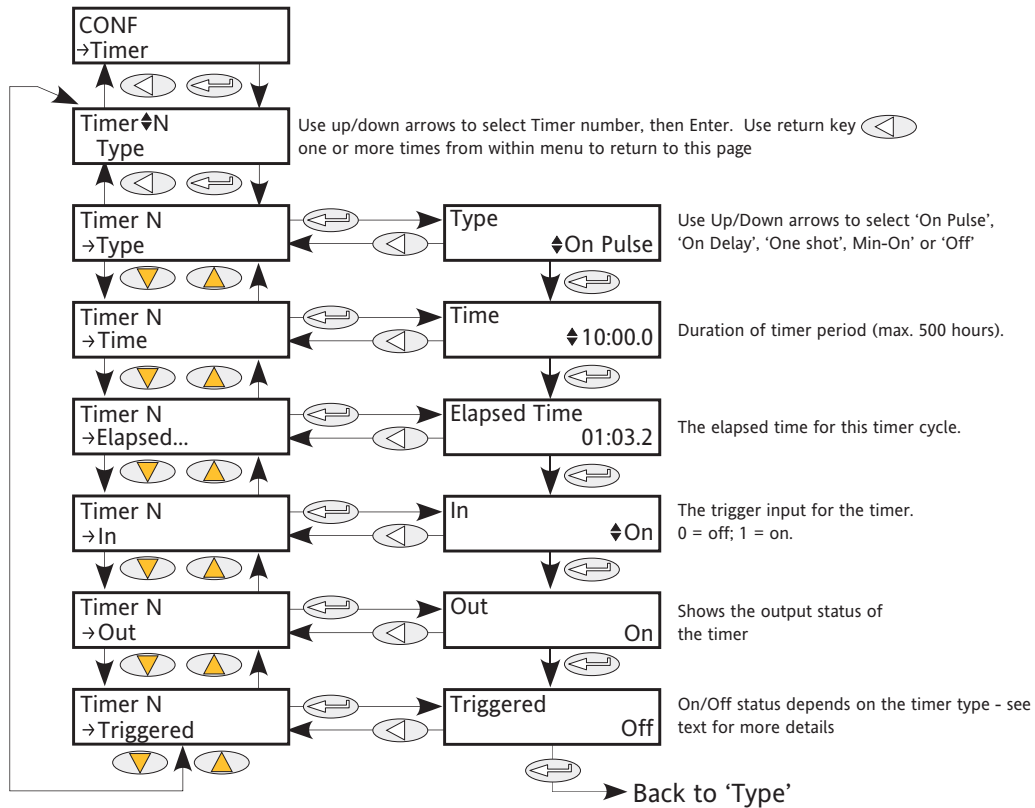 CONF
→Timer
Timer♦N
Type
Use up/down arrows to select Timer number, then Enter. Use return key
one or more times from within menu to return to this page
Timer N
→Type
Type
♦On Pulse
Use Up/Down arrows to select ‘On Pulse’,
‘On Delay’, ‘One shot’, Min-On’ or ‘Off’
Timer N
→Time
Time
♦10:00.0
Duration of timer period (max. 500 hours).
Timer N
→Elapsed...
Elapsed Time
01:03.2
The elapsed time for this timer cycle.
Timer N
→In
In
♦On
The trigger input for the timer.
0 = off; 1 = on.
Timer N
→Out
Out
On
Shows the output status of
the timer
Timer N
→Triggered
Triggered
Off
On/Off status depends on the timer type - see
text for more details
Back to ‘Type’